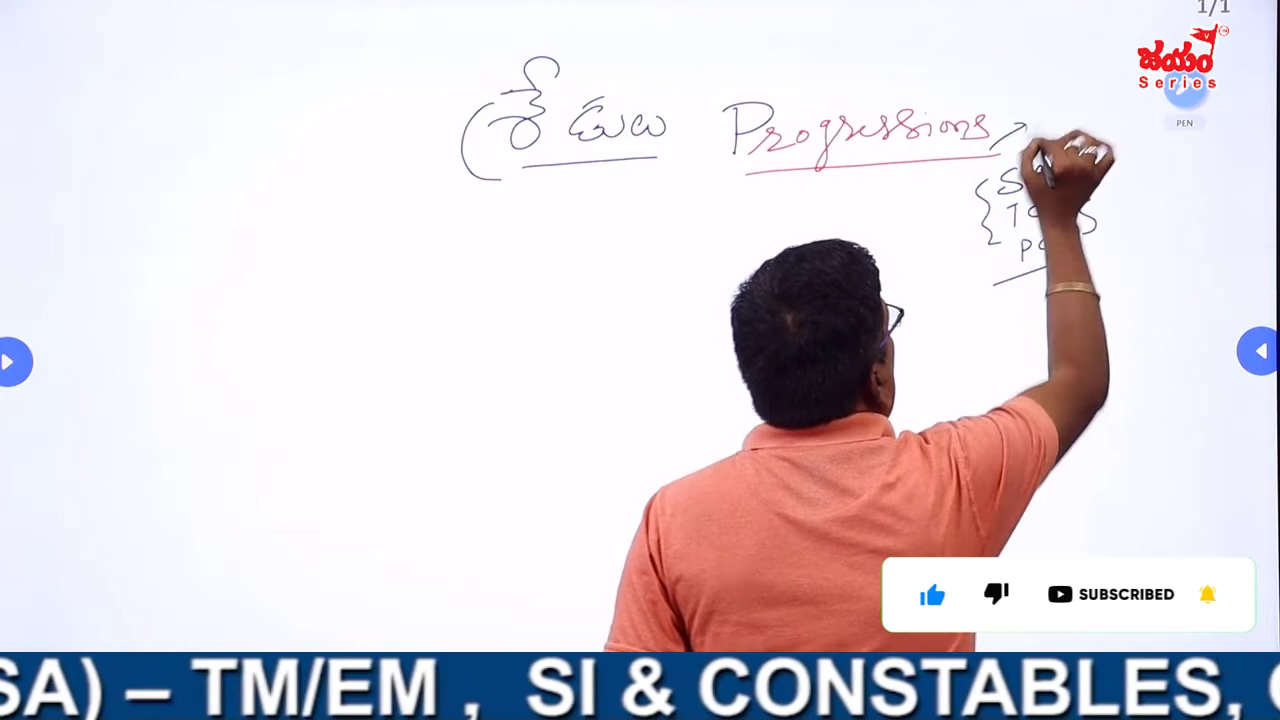 1/1
విజయం
Series
PEN
శ్రేఢులు Progressions
SUBSCRIBED
SA) – TM/EM , SI & CONSTABLES,